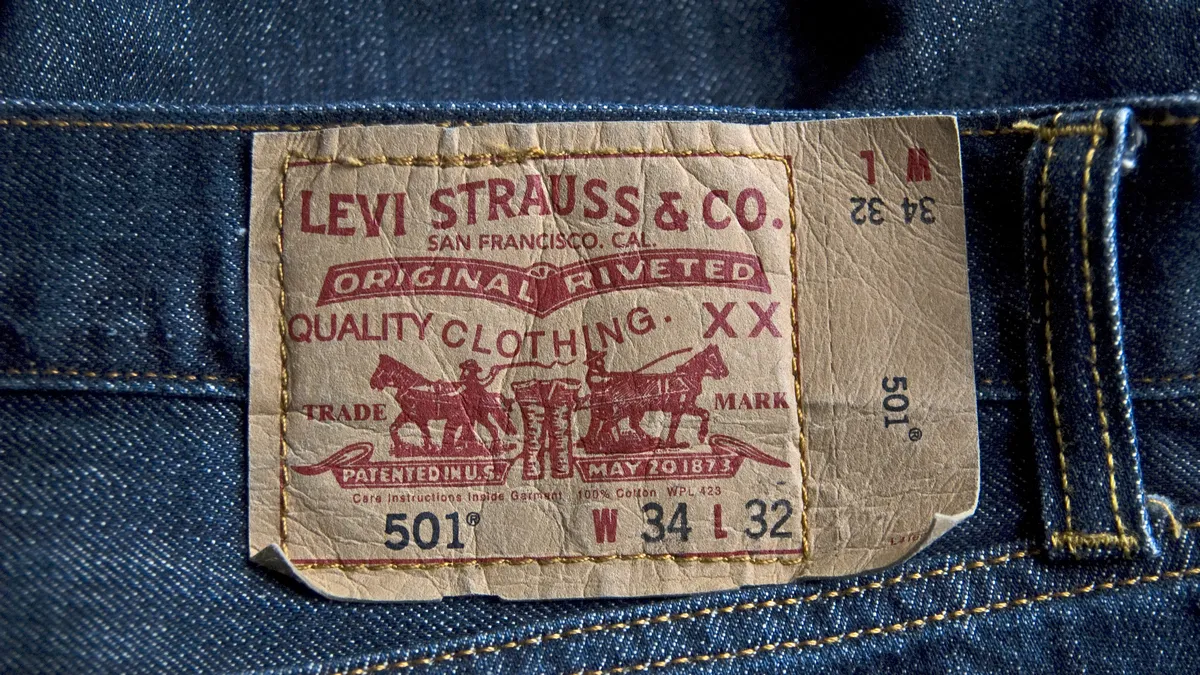 LEVI STRAUSS & CO.
SAN FRANCISCO. CAL.
ORIGINAL RIVETED
QUALITY CLOTHING. XX
TRADE MARK
PATENTED IN U.S. MAY 20 1873
Care Instructions Inside Garment 100% Cotton WPL 423
501® W 34 L 32
W L
34 32
501®